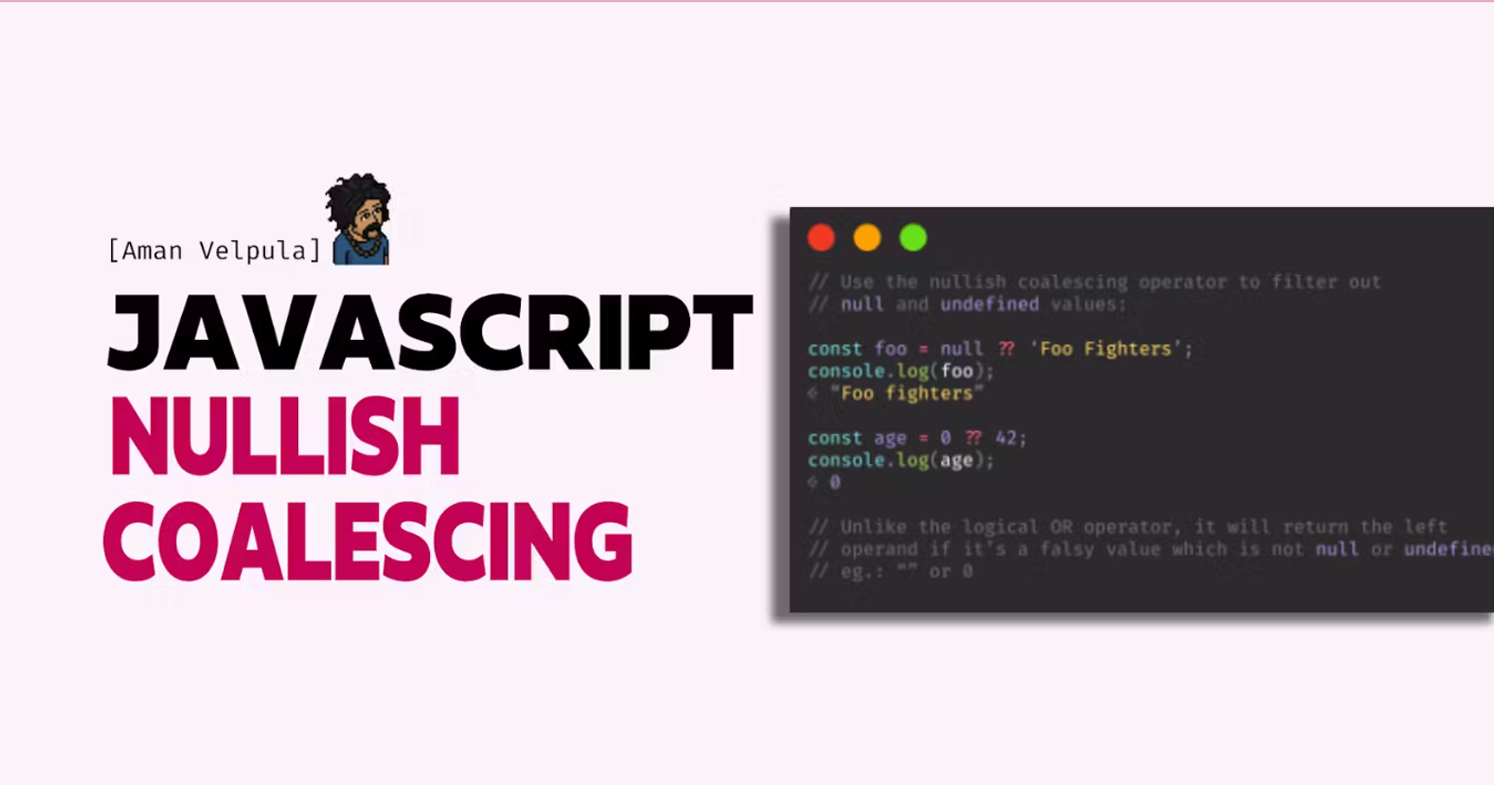 [Aman Velpula]
JAVASCRIPT
NULLISH
COALESCING
// Use the nullish coalescing operator to filter out
// null and undefined values:
const foo = null ?? ‘Foo Fighters’;
console.log(foo);
< “Foo fighters”
const age = 0 ?? 42;
console.log(age);
< 0
// Unlike the logical OR operator, it will return the left
// operand if it’s a falsy value which is not null or undefine
// eg.: “” or 0